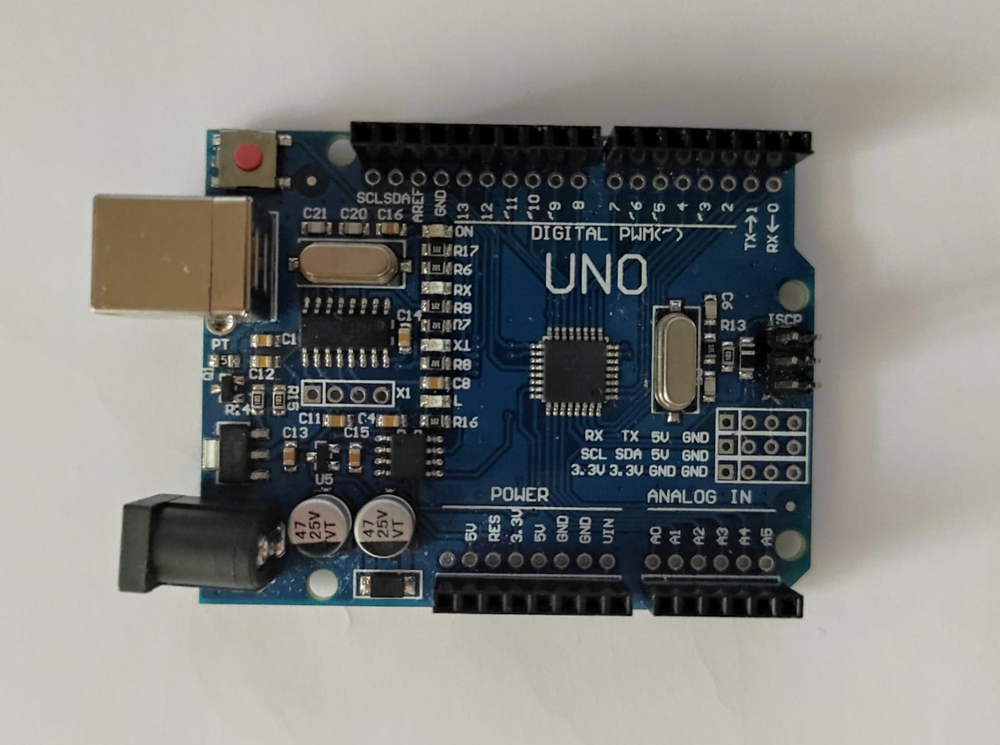 SCL SDA AREF GND 13 12 ~11 ~10 ~9 8 7 ~6 ~5 4 ~3 2 TX→1 RX←0
C21 C20 C16
DIGITAL PWM(~)
ON
R17
R6
RX
R9
R7
X1
R8
C8
L
R16
UNO
C14
C1
PT
C12
R14
R15
X1
C11 C4
C13 C15
U5
C6
R13
ISCP
RX TX 5V GND
SCL SDA 5V GND
3.3V 3.3V GND GND
47 25V VT
47 25V VT
POWER
5V RES 3.3V 5V GND GND VIN
ANALOG IN
A0 A1 A2 A3 A4 A5